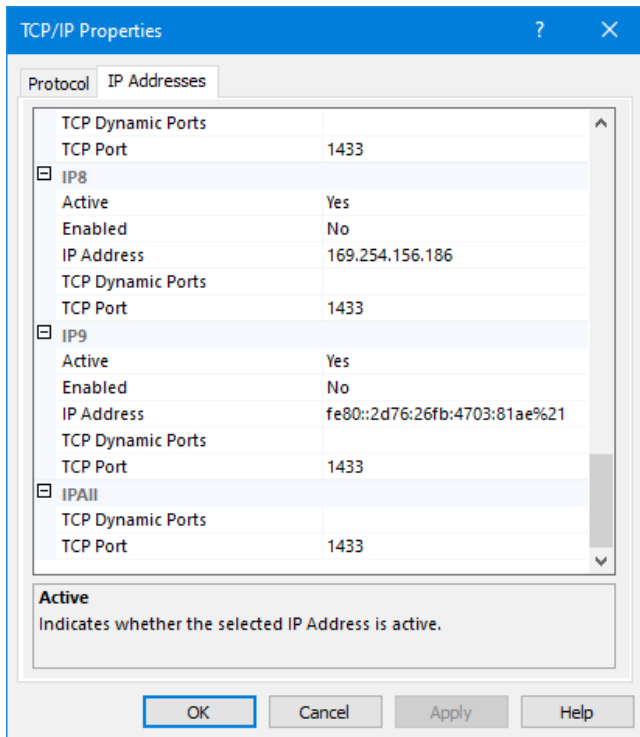 TCP/IP Properties
?
Protocol
IP Addresses
TCP Dynamic Ports
TCP Port 1433
IP8
Active Yes
Enabled No
IP Address 169.254.156.186
TCP Dynamic Ports
TCP Port 1433
IP9
Active Yes
Enabled No
IP Address fe80::2d76:26fb:4703:81ae%21
TCP Dynamic Ports
TCP Port 1433
IPAll
TCP Dynamic Ports
TCP Port 1433
Active
Indicates whether the selected IP Address is active.
OK Cancel Apply Help